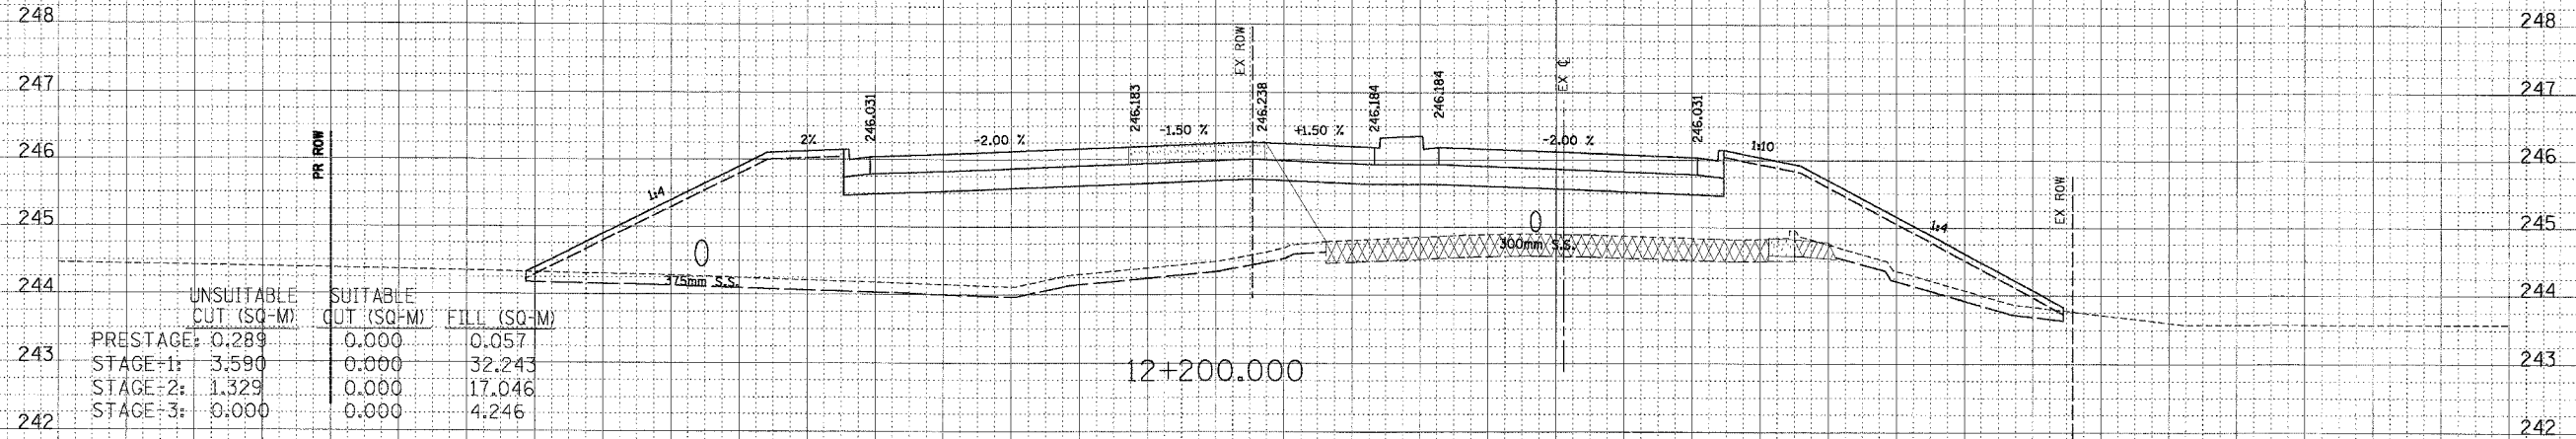 248 248
EX ROW
EX ℄
247 247
246.031 246.183 246.238 246.184 246.184 246.031
2% -2.00 % -1.50 % +1.50 % -2.00 % 1:10
246 246
PR ROW
1:4
EX ROW
1:4
245 245
300mm S.S.
375mm S.S.
244 244
UNSUITABLE SUITABLE
CUT (SQ-M) CUT (SQ-M) FILL (SQ-M)
PRESTAGE: 0.289 0.000 0.057
243 243
STAGE-1: 3.590 0.000 32.243
12+200.000
STAGE-2: 1.329 0.000 17.046
STAGE-3: 0.000 0.000 4.246
242 242